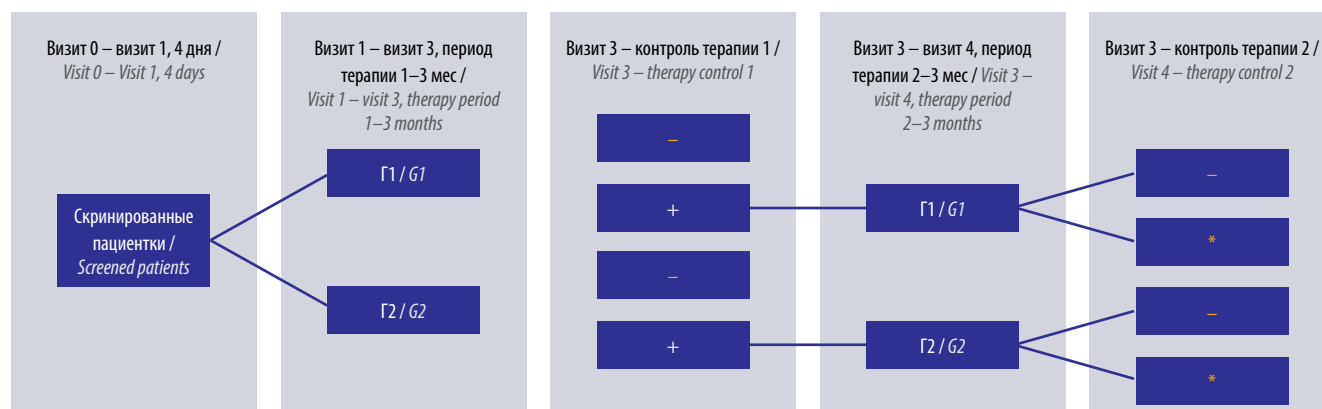 Визит 0 – визит 1, 4 дня /
Visit 0 – Visit 1, 4 days
Скринированные
пациентки /
Screened patients
Визит 1 – визит 3, период
терапии 1–3 мес /
Visit 1 – visit 3, therapy period
1–3 months
Г1 / G1
Г2 / G2
Визит 3 – контроль терапии 1 /
Visit 3 – therapy control 1
–
+
–
+
Визит 3 – визит 4, период
терапии 2–3 мес / Visit 3 –
visit 4, therapy period
2–3 months
Г1 / G1
Г2 / G2
Визит 3 – контроль терапии 2 /
Visit 4 – therapy control 2
–
*
–
*